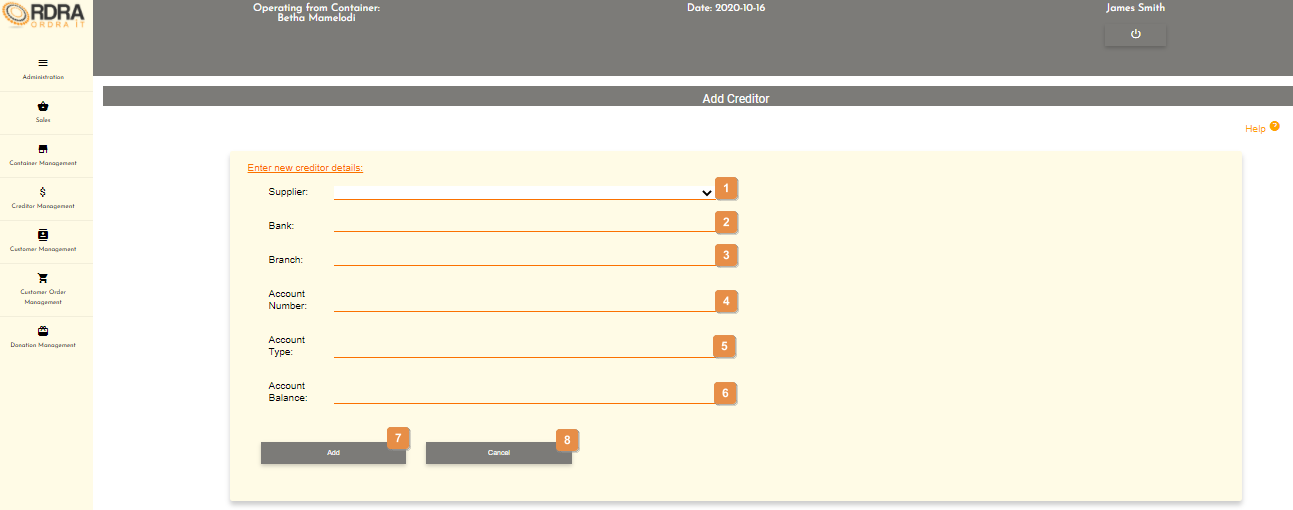 ORDRA
ORDRA IT
Operating from Container:
Betha Mamelodi
Date: 2020-10-16
James Smith
Administration
Sales
Container Management
Creditor Management
Customer Management
Customer Order
Management
Donation Management
Add Creditor
Help ?
Enter new creditor details:
Supplier: 1
Bank: 2
Branch: 3
Account
Number: 4
Account
Type: 5
Account
Balance: 6
Add 7
Cancel 8